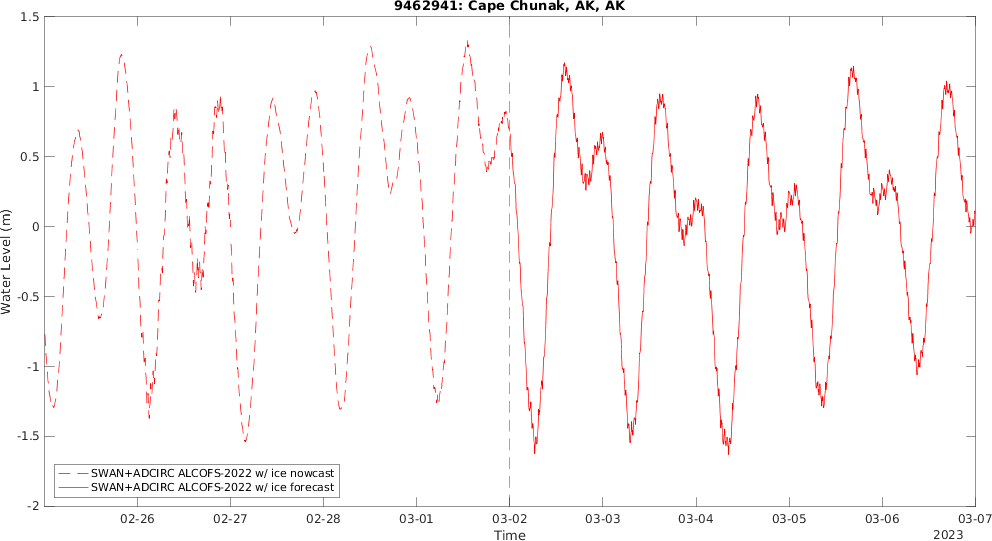 9462941: Cape Chunak, AK, AK
Water Level (m)
1.5
1
0.5
0
-0.5
-1
-1.5
-2
SWAN+ADCIRC ALCOFS-2022 w/ ice nowcast
SWAN+ADCIRC ALCOFS-2022 w/ ice forecast
02-26 02-27 02-28 03-01 03-02 03-03 03-04 03-05 03-06 03-07
Time
2023